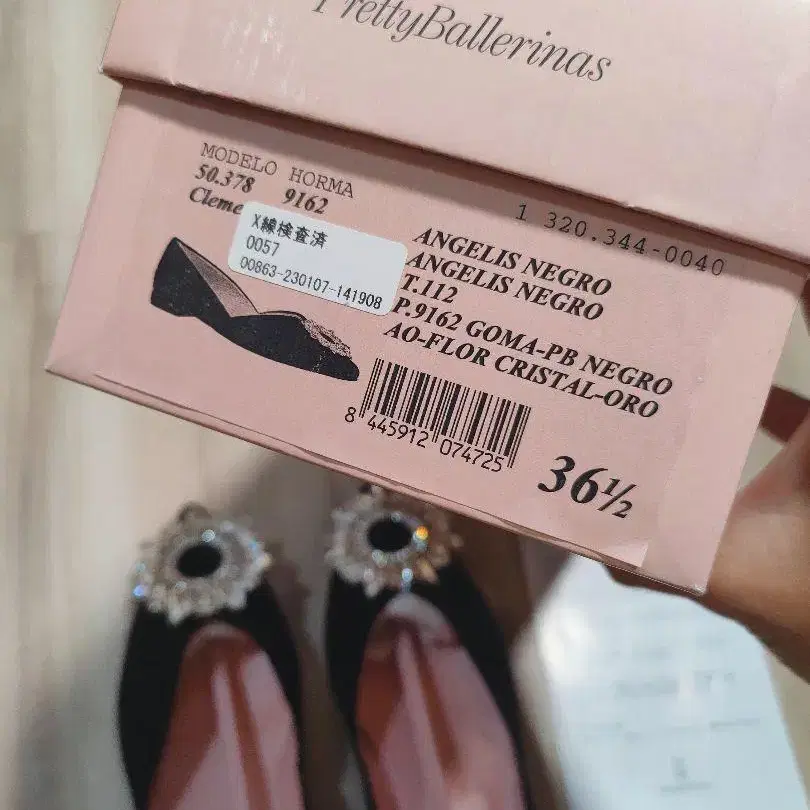 PrettyBallerinas
MODELO HORMA
50.378 9162
Cleme
X線検査済
0057
00863-230107-141908
1 320.344-0040
ANGELIS NEGRO
ANGELIS NEGRO
T.112
P.9162 GOMA-PB NEGRO
AO-FLOR CRISTAL-ORO
8 445912 074725
36½